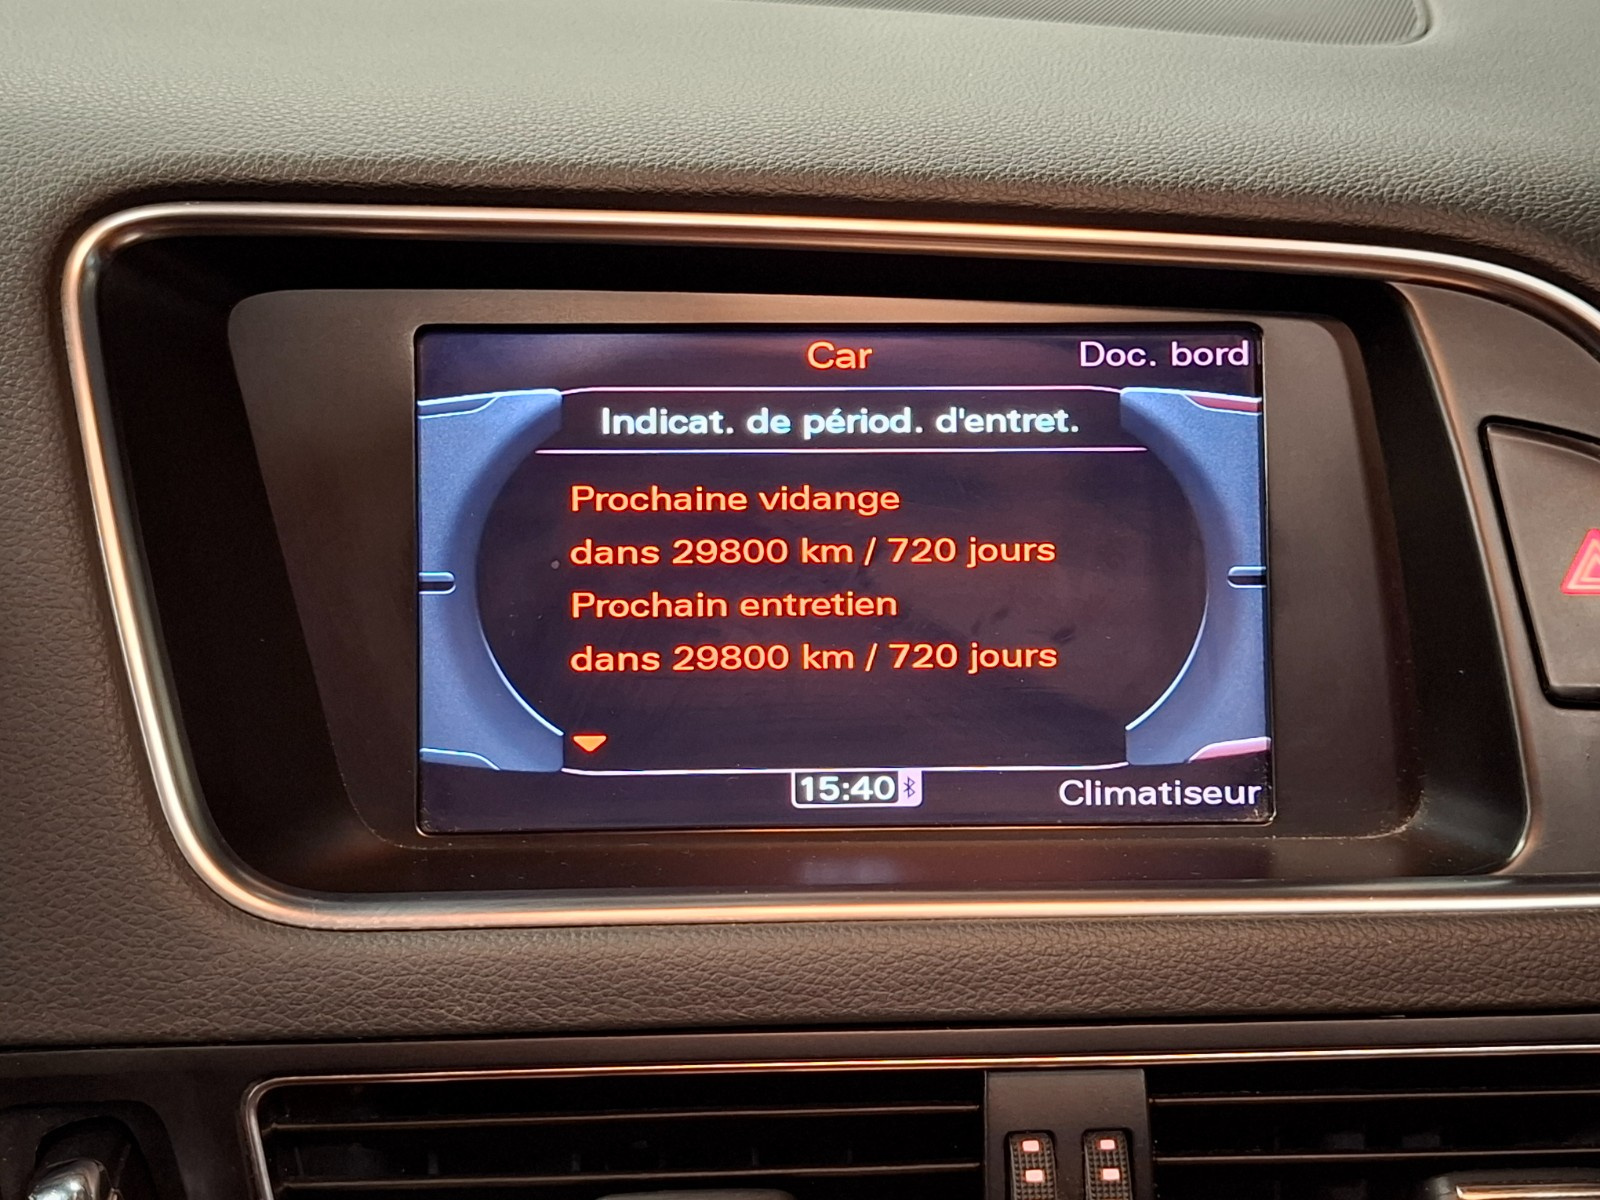 Car
Doc. bord
Indicat. de périod. d'entret.
Prochaine vidange
dans 29800 km / 720 jours
Prochain entretien
dans 29800 km / 720 jours
15:40
Climatiseur